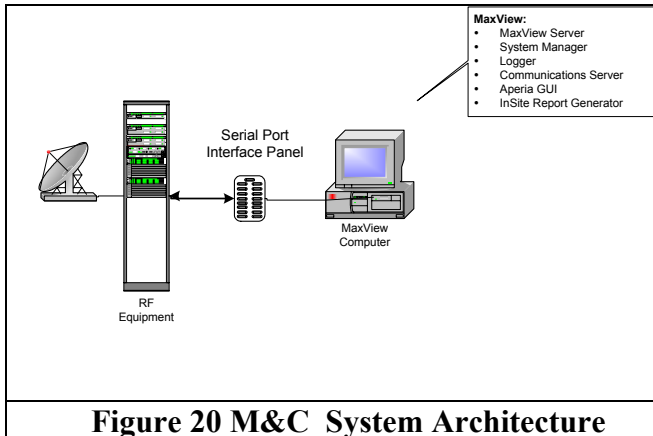 MaxView:
• MaxView Server
• System Manager
• Logger
• Communications Server
• Aperia GUI
• InSite Report Generator
Serial Port
Interface Panel
MaxView
Computer
RF
Equipment
Figure 20 M&C System Architecture